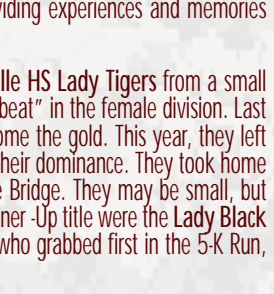 viding experiences and memories
lle HS Lady Tigers from a small
beat” in the female division. Last
ome the gold. This year, they left
heir dominance. They took home
e Bridge. They may be small, but
ner -Up title were the Lady Black
who grabbed first in the 5-K Run,